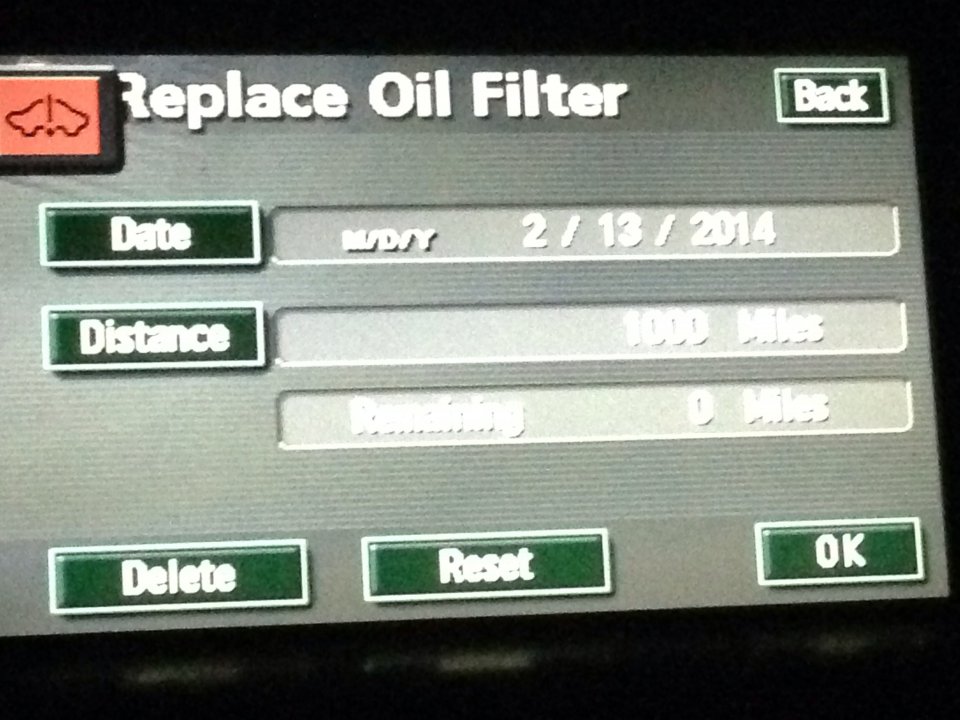 Replace Oil Filter
Back
Date M/D/Y 2 / 13 / 2014
Distance 1000 Miles
Remaining 0 Miles
Delete Reset OK